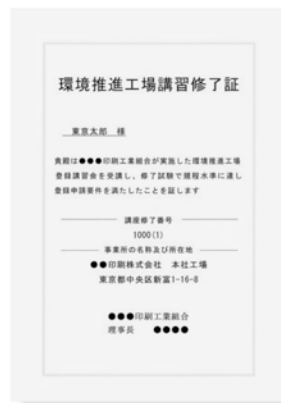 環境推進工場講習修了証
東京太郎 様
貴殿は●●●印刷工業組合が実施した環境推進工場
登録講習会を受講し、修了試験で規程水準に達し
登録申請要件を満たしたことを証します
講座修了番号
1000(1)
事業所の名称及び所在地
●●印刷株式会社 本社工場
東京都中央区新富1-16-8
●●●印刷工業組合
理事長 ●●●●